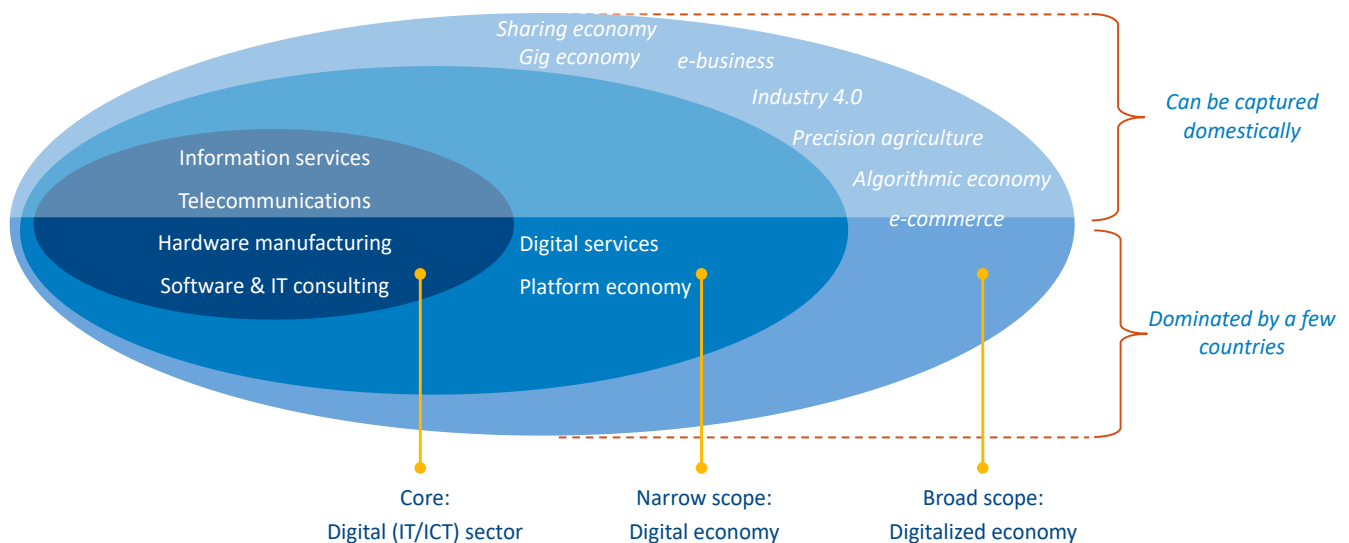 Sharing economy
Gig economy
e-business
Industry 4.0
Precision agriculture
Algorithmic economy
e-commerce
Information services
Telecommunications
Hardware manufacturing
Software & IT consulting
Digital services
Platform economy
Can be captured
domestically
Dominated by a few
countries
Core:
Digital (IT/ICT) sector
Narrow scope:
Digital economy
Broad scope:
Digitalized economy